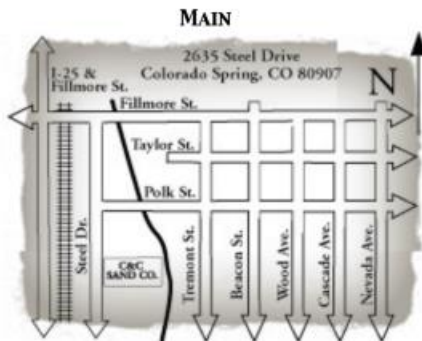 MAIN
2635 Steel Drive
Colorado Spring, CO 80907
I-25 &
Fillmore St.
N
Fillmore St.
Taylor St.
Polk St.
Steel Dr.
C&C
SAND CO.
Tremont St.
Beacon St.
Wood Ave.
Cascade Ave.
Nevada Ave.